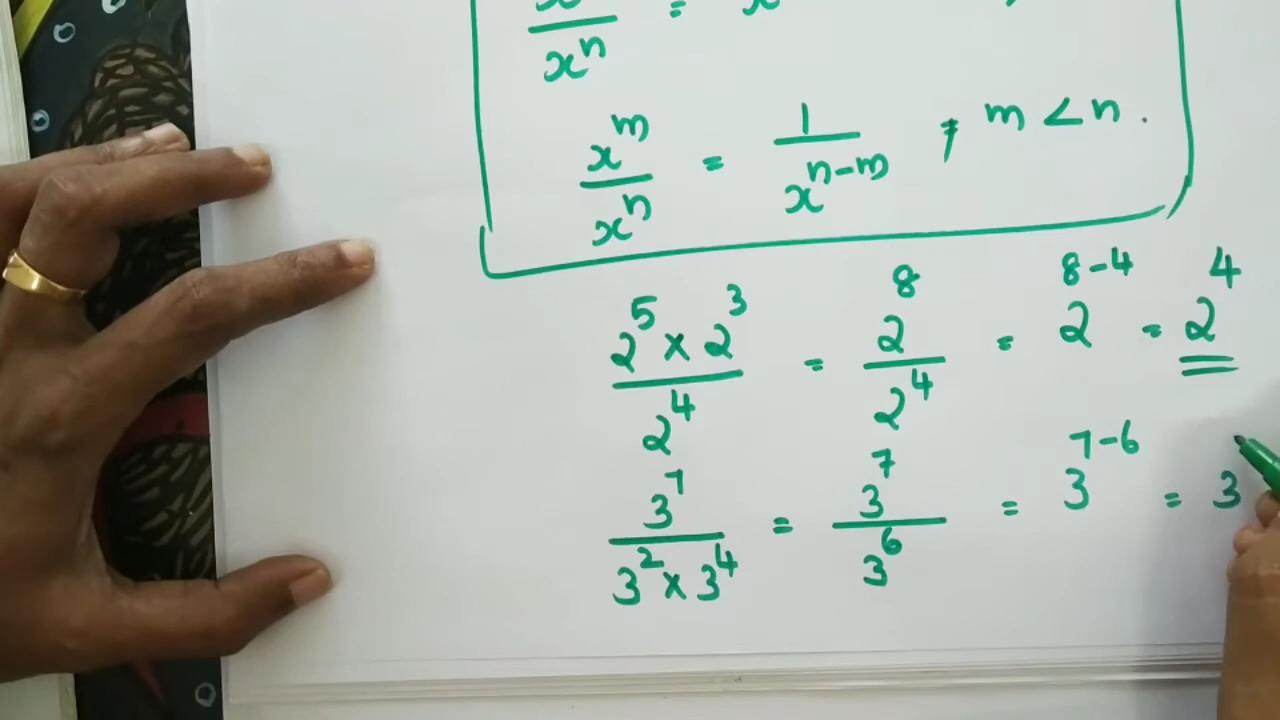 x^n = x
x^m / x^n = 1 / x^(n-m) , m < n .
(2^5 × 2^3) / 2^4 = 2^8 / 2^4 = 2^(8-4) = 2^4
3^7 / (3^2 × 3^4) = 3^7 / 3^6 = 3^(7-6) = 3